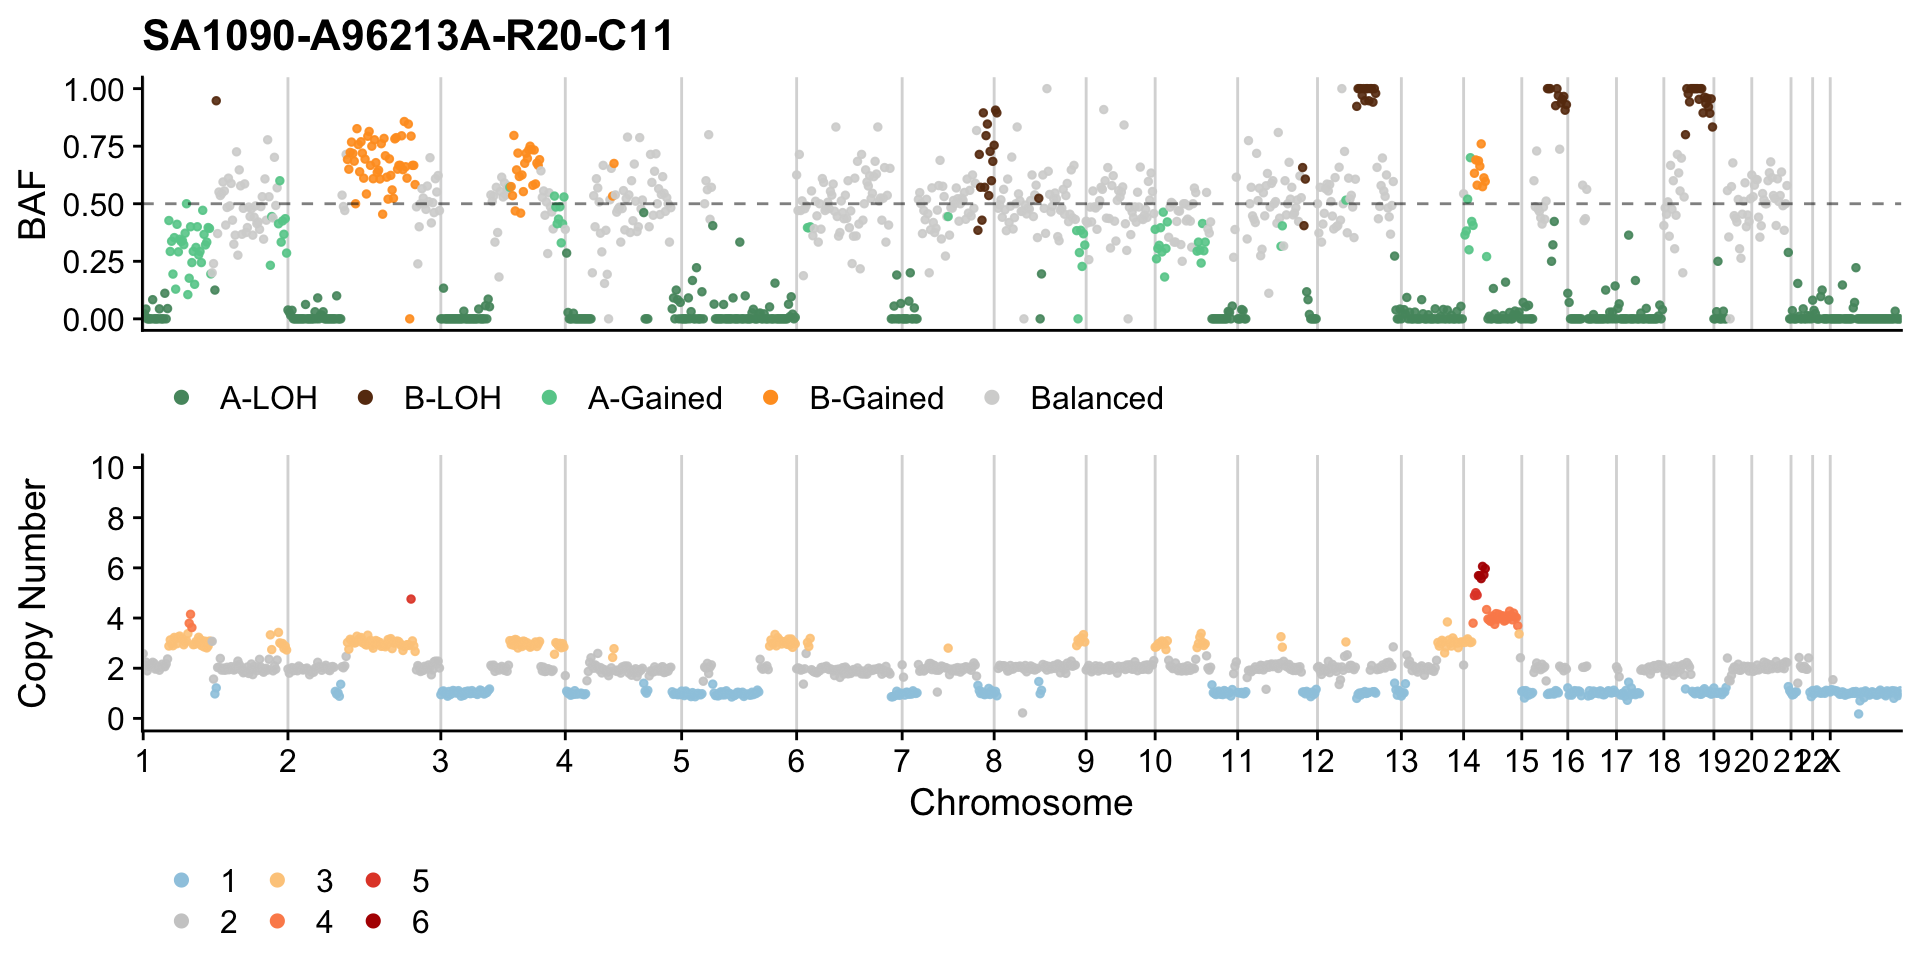 SA1090-A96213A-R20-C11
1.00
0.75
0.50
0.25
0.00
BAF
A-LOH B-LOH A-Gained B-Gained Balanced
10
8
6
4
2
0
Copy Number
1 2 3 4 5 6 7 8 9 10 11 12 13 14 15 16 17 18 19 20 21 22 X
Chromosome
1 3 5
2 4 6